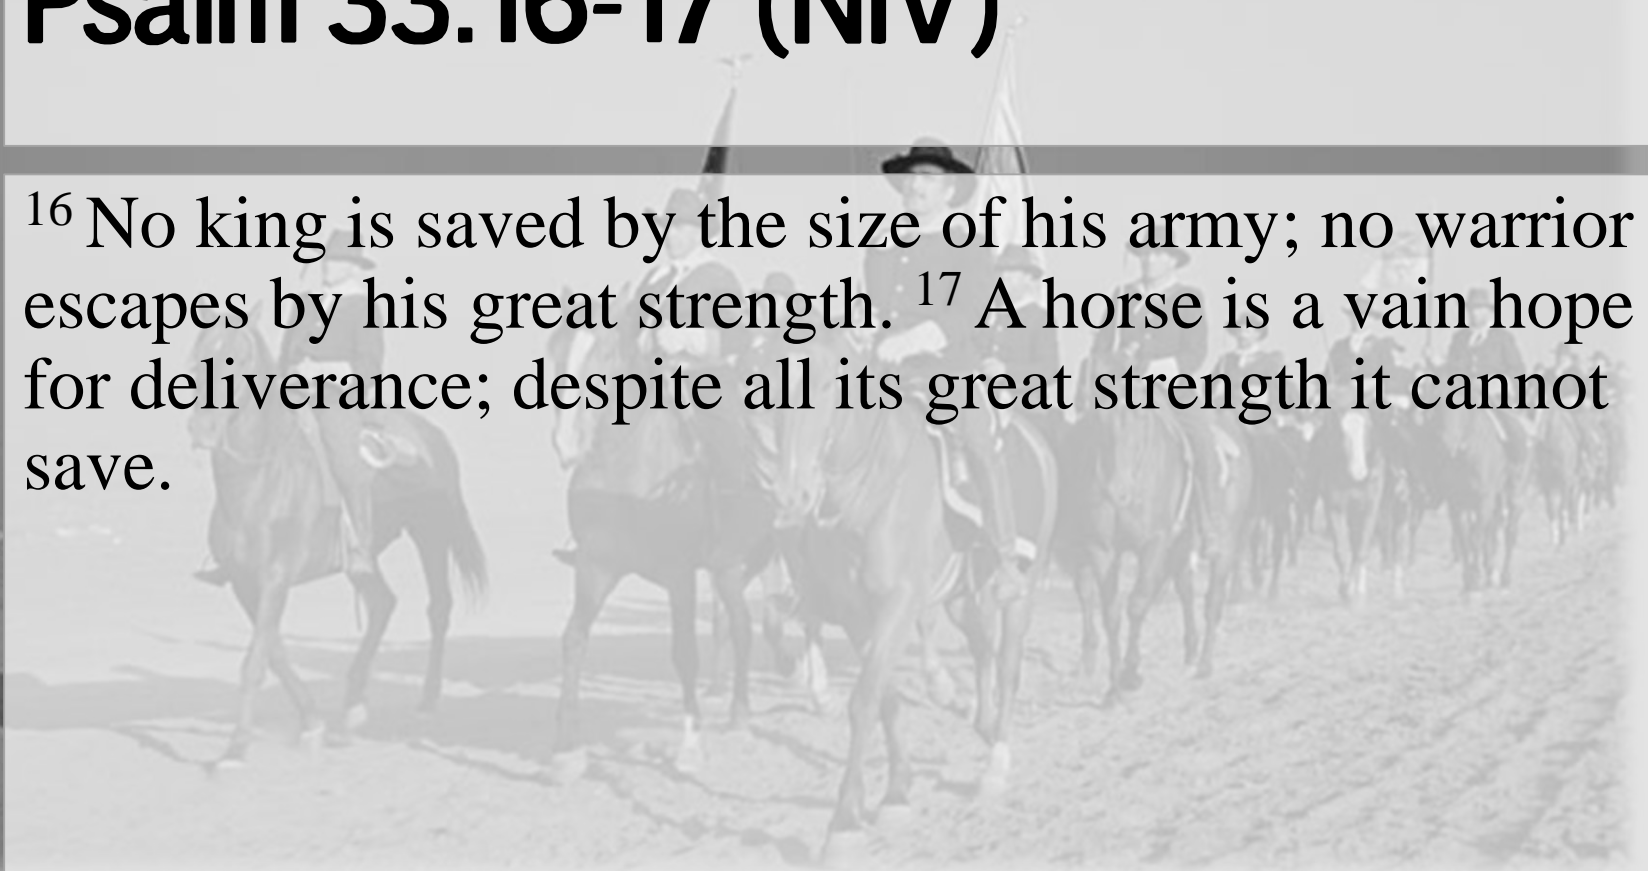 Psalm 33:16-17 (NIV)
16 No king is saved by the size of his army; no warrior
escapes by his great strength. 17 A horse is a vain hope
for deliverance; despite all its great strength it cannot
save.